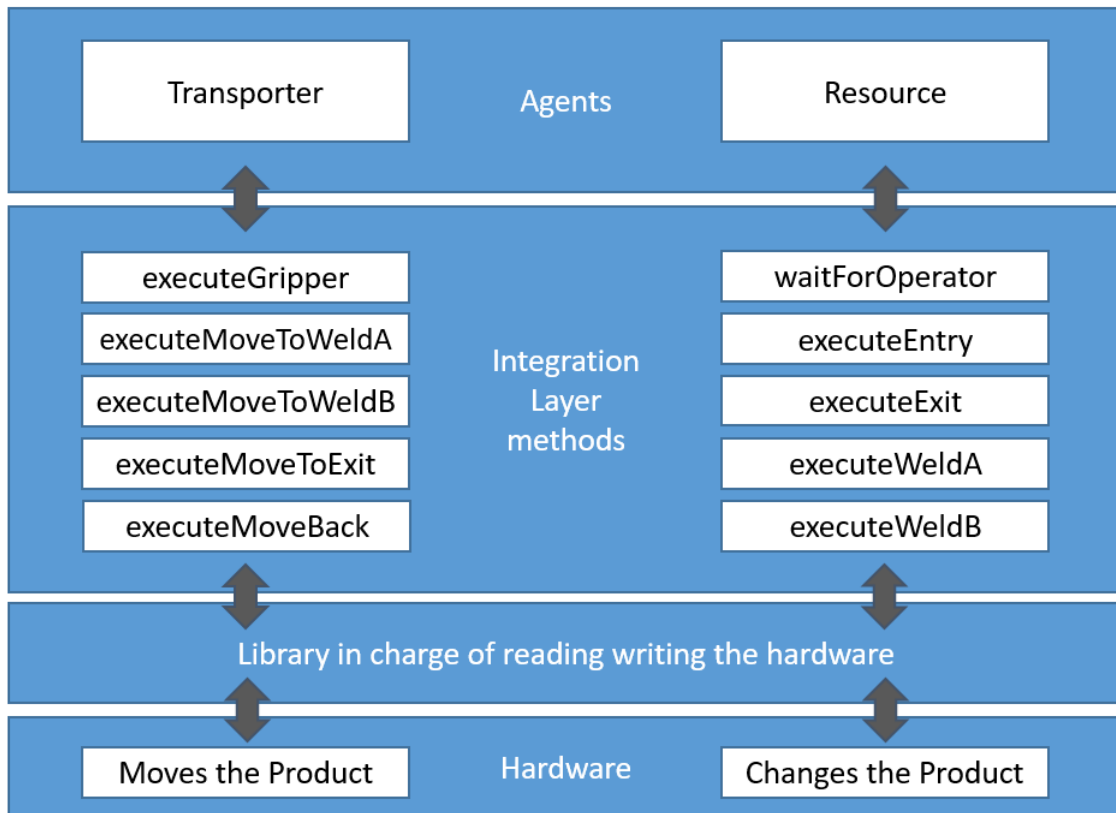 Transporter
Agents
Resource
executeGripper
executeMoveToWeldA
executeMoveToWeldB
executeMoveToExit
executeMoveBack
Integration
Layer
methods
waitForOperator
executeEntry
executeExit
executeWeldA
executeWeldB
Library in charge of reading writing the hardware
Moves the Product
Hardware
Changes the Product